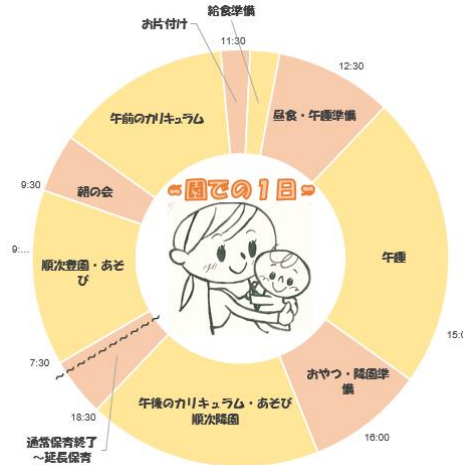 給食準備
お片付け
11:30
12:30
昼食・午睡準備
午前のカリキュラム
9:30
朝の会
~園での1日~
午睡
9:...
順次豊園・あそ
び
15:0
おやつ・降園準
備
7:30
午後のカリキュラム・あそび
順次降園
18:30
16:00
通常保育終了
～延長保育